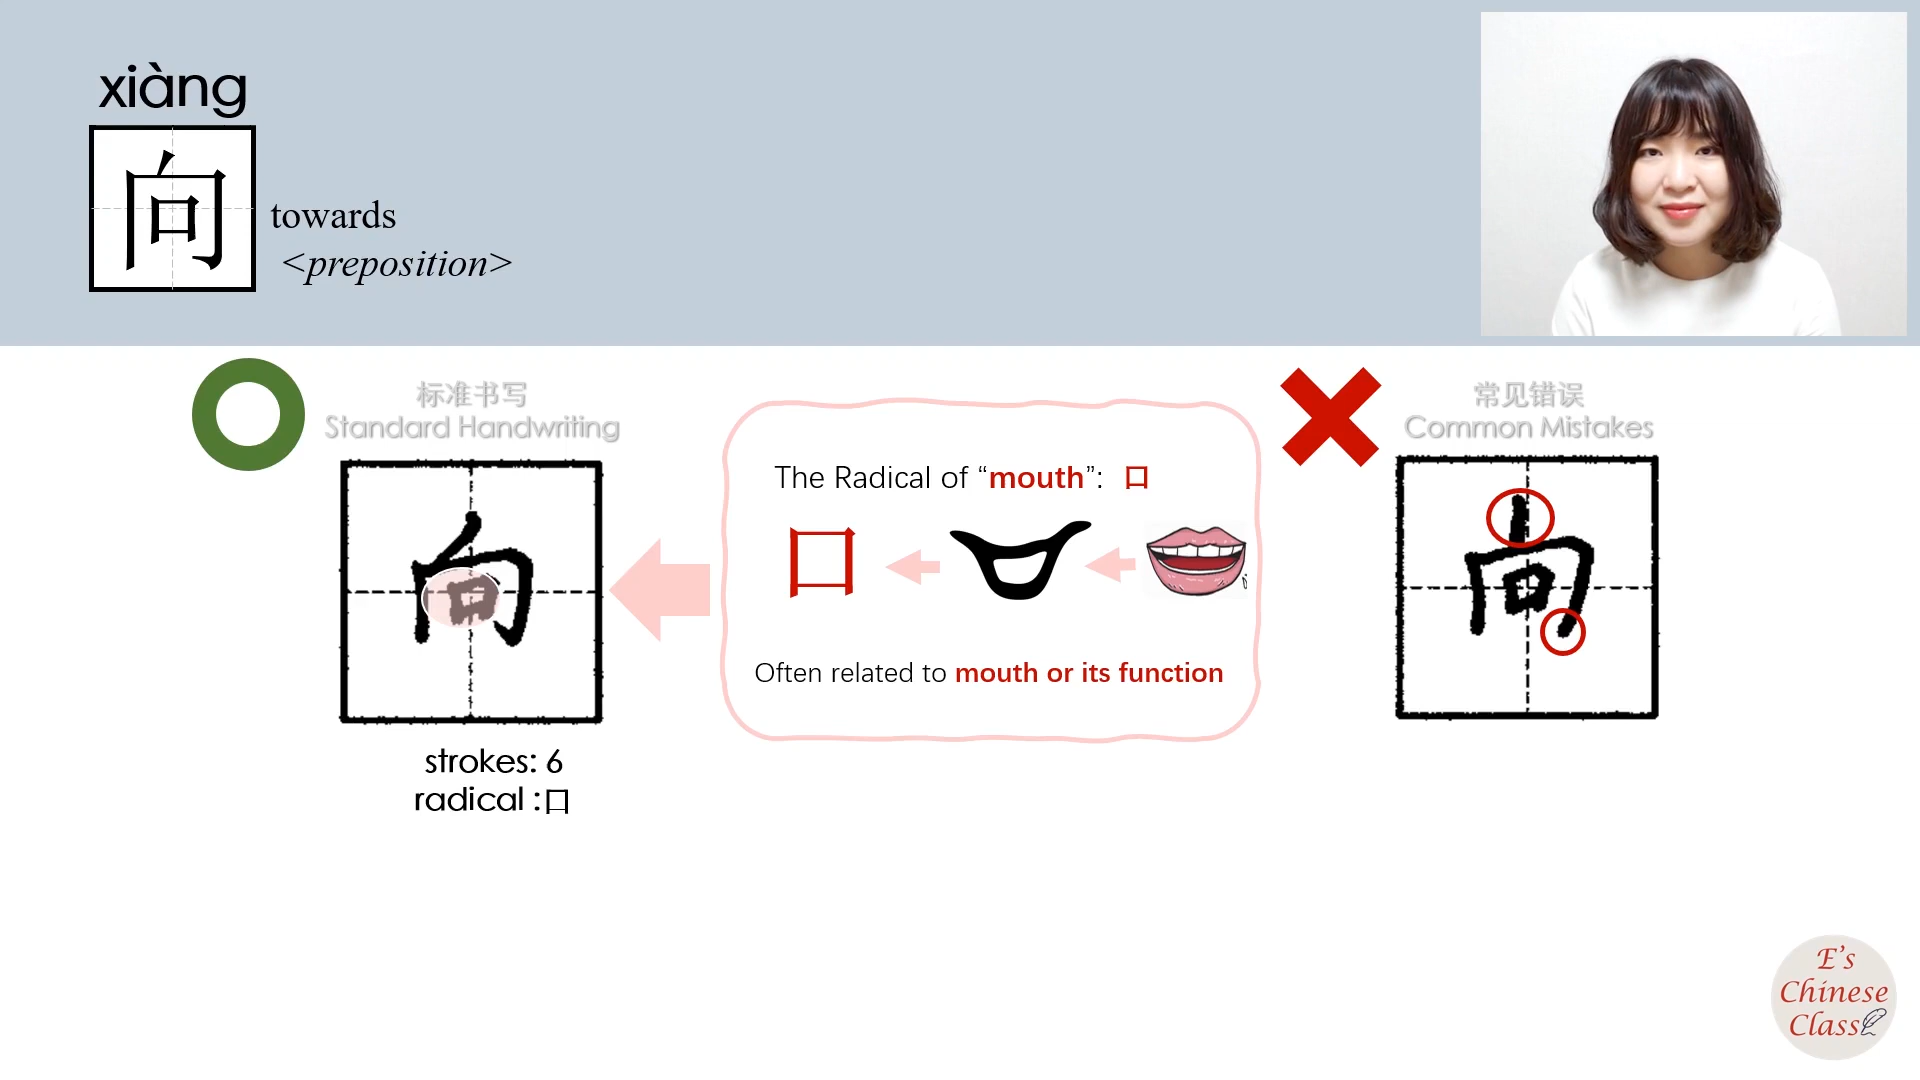 xiàng
向
towards
<preposition>
标准书写
Standard Handwriting
向
strokes: 6
radical :口
The Radical of “mouth”: 口
口
Often related to mouth or its function
常见错误
Common Mistakes
E’s
Chinese
Class